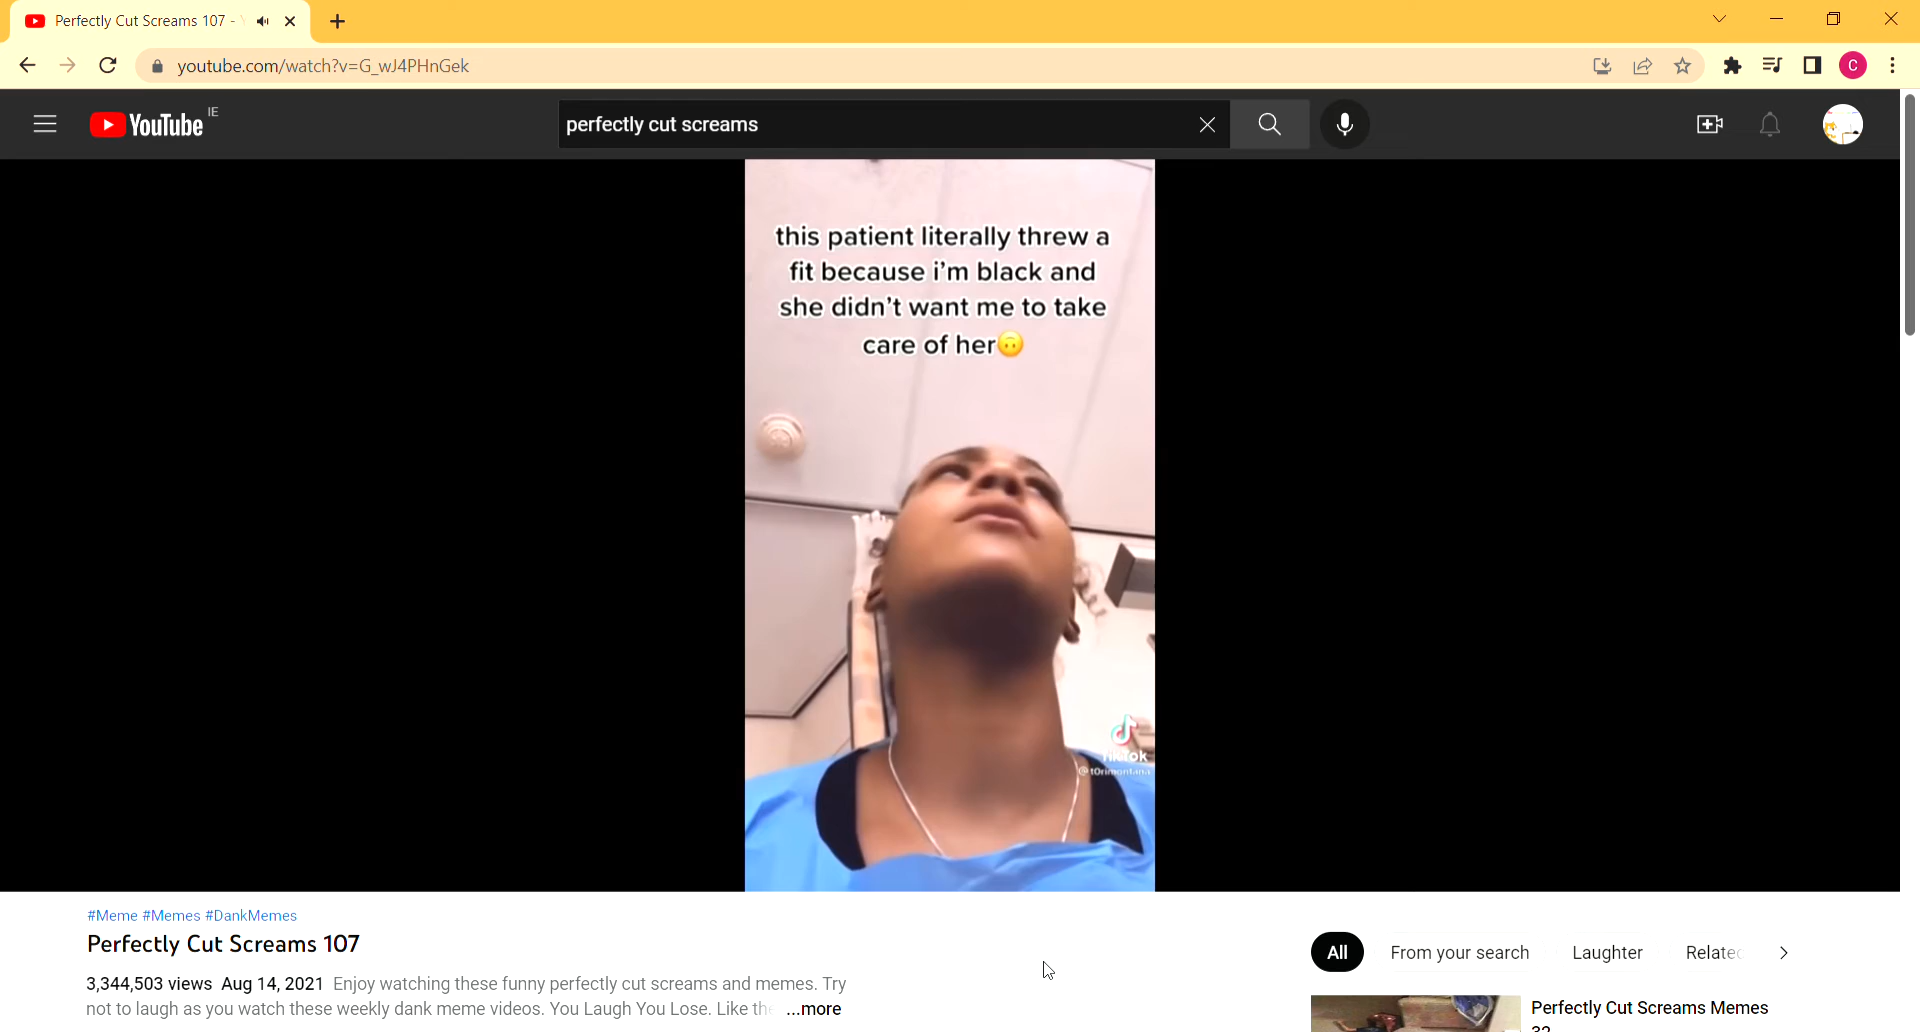 Perfectly Cut Screams 107 -
youtube.com/watch?v=G_wJ4PHnGek
C
YouTube IE
perfectly cut screams
this patient literally threw a
fit because i'm black and
she didn't want me to take
care of her🙃
TikTok
@t0rimontana
#Meme #Memes #DankMemes
Perfectly Cut Screams 107
3,344,503 views Aug 14, 2021 Enjoy watching these funny perfectly cut screams and memes. Try
not to laugh as you watch these weekly dank meme videos. You Laugh You Lose. Like the ...more
All From your search Laughter Related
Perfectly Cut Screams Memes
32